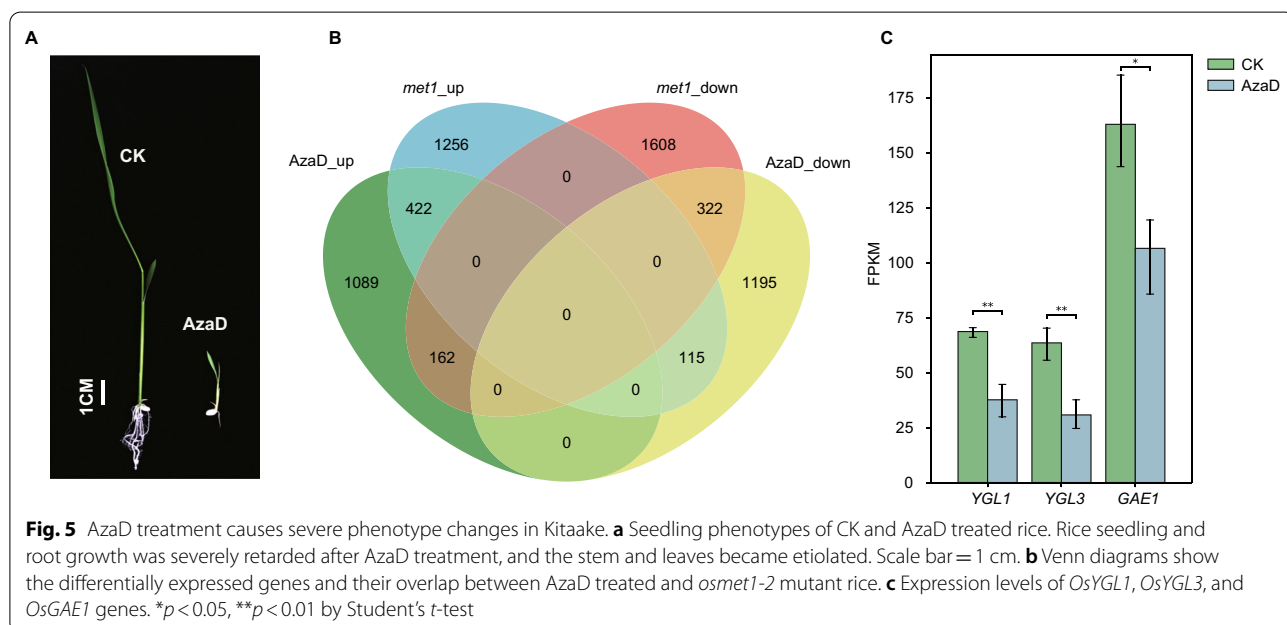 A
CK
AzaD
1CM
B
met1_up
met1_down
AzaD_up
AzaD_down
1256
1608
0
422
322
0
0
1089
1195
0
162
115
0
0
0
C
CK
AzaD
*
175
150
125
100
75
50
25
0
FPKM
**
**
YGL1
YGL3
GAE1
Fig. 5 AzaD treatment causes severe phenotype changes in Kitaake. a Seedling phenotypes of CK and AzaD treated rice. Rice seedling and
root growth was severely retarded after AzaD treatment, and the stem and leaves became etiolated. Scale bar = 1 cm. b Venn diagrams show
the differentially expressed genes and their overlap between AzaD treated and osmet1-2 mutant rice. c Expression levels of OsYGL1, OsYGL3, and
OsGAE1 genes. *p < 0.05, **p < 0.01 by Student's t-test